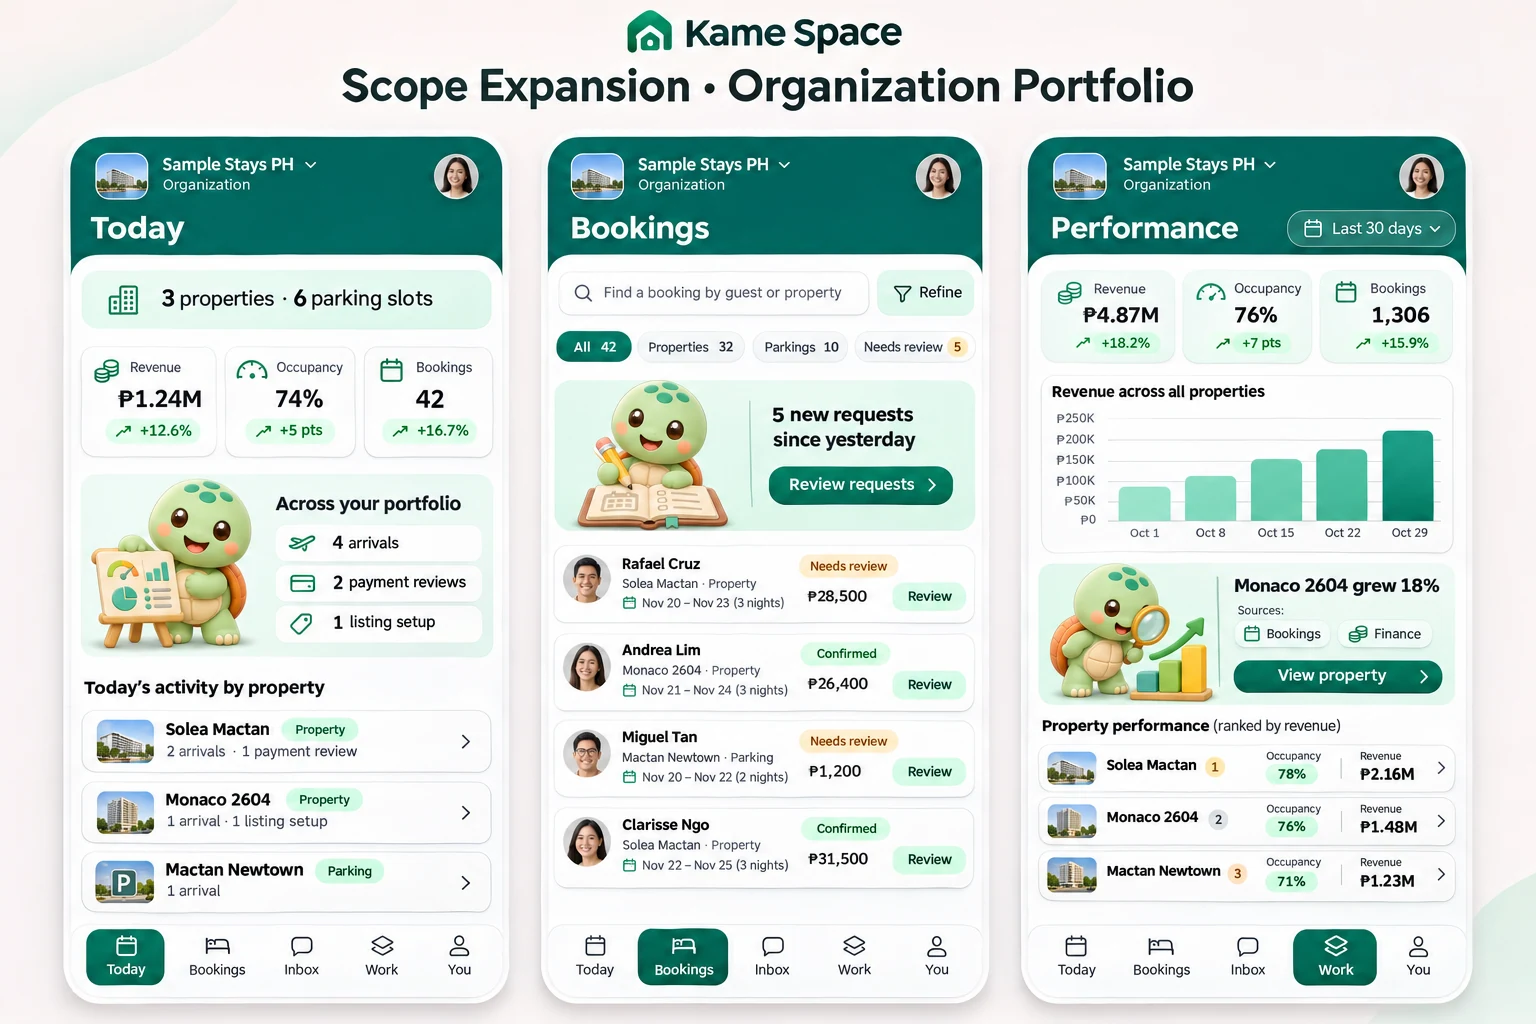 Kame Space
Scope Expansion • Organization Portfolio
Sample Stays PH
Organization
Today
3 properties · 6 parking slots
Revenue
₱1.24M
+12.6%
Occupancy
74%
+5 pts
Bookings
42
+16.7%
Across your portfolio
4 arrivals
2 payment reviews
1 listing setup
Today's activity by property
Solea Mactan Property
2 arrivals · 1 payment review
Monaco 2604 Property
1 arrival · 1 listing setup
P
Mactan Newtown Parking
1 arrival
Today Bookings Inbox Work You
Sample Stays PH
Organization
Bookings
Find a booking by guest or property
Refine
All 42 Properties 32 Parkings 10 Needs review 5
5 new requests
since yesterday
Review requests
Rafael Cruz
Solea Mactan · Property
Nov 20 – Nov 23 (3 nights)
Needs review
₱28,500
Review
Andrea Lim
Monaco 2604 · Property
Nov 21 – Nov 24 (3 nights)
Confirmed
₱26,400
Review
Miguel Tan
Mactan Newtown · Parking
Nov 20 – Nov 22 (2 nights)
Needs review
₱1,200
Review
Clarisse Ngo
Solea Mactan · Property
Nov 22 – Nov 25 (3 nights)
Confirmed
₱31,500
Review
Today Bookings Inbox Work You
Sample Stays PH
Organization
Performance
Last 30 days
Revenue
₱4.87M
+18.2%
Occupancy
76%
+7 pts
Bookings
1,306
+15.9%
Revenue across all properties
₱250K
₱200K
₱150K
₱100K
₱50K
₱0
Oct 1 Oct 8 Oct 15 Oct 22 Oct 29
Monaco 2604 grew 18%
Sources:
Bookings Finance
View property
Property performance (ranked by revenue)
Solea Mactan 1
Occupancy
78%
Revenue
₱2.16M
Monaco 2604 2
Occupancy
76%
Revenue
₱1.48M
Mactan Newtown 3
Occupancy
71%
Revenue
₱1.23M
Today Bookings Inbox Work You